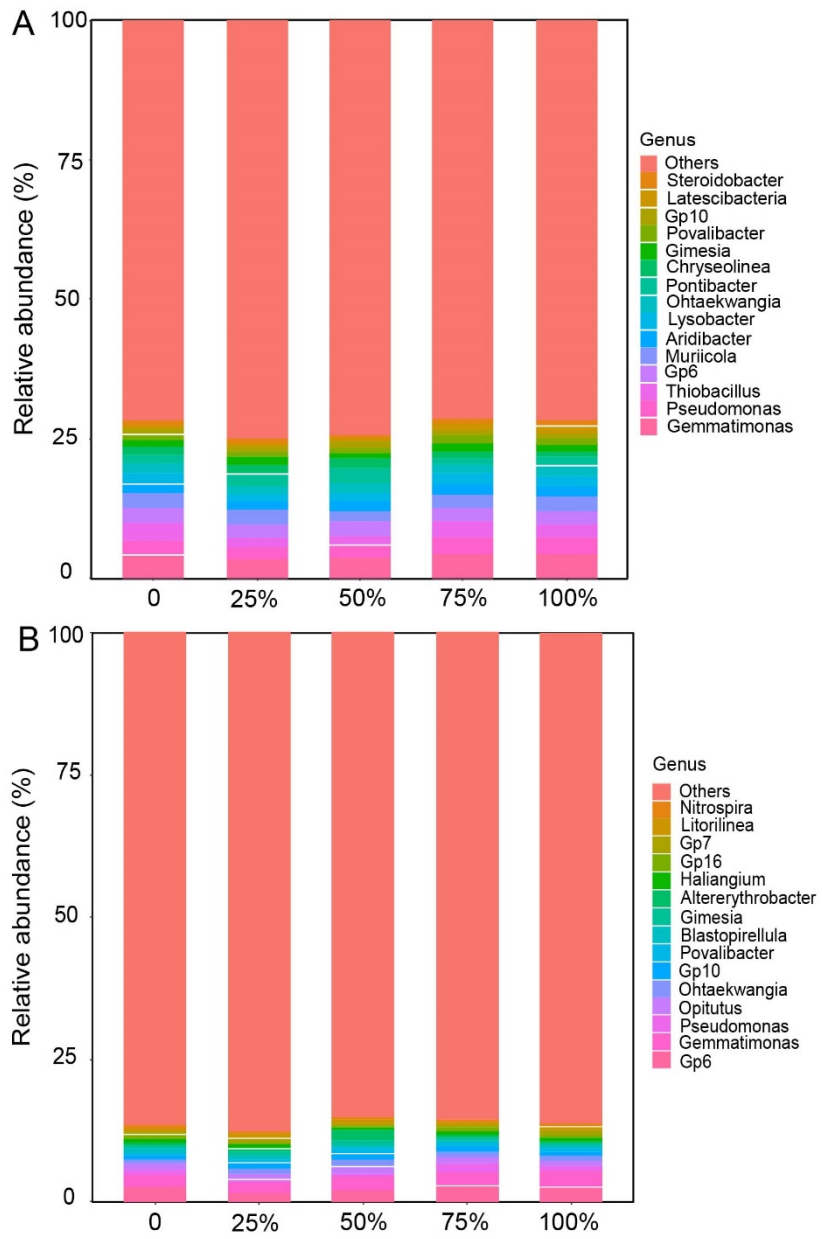 A
Relative abundance (%)
100
75
50
25
0
0 25% 50% 75% 100%
Genus
Others
Steroidobacter
Latescibacteria
Gp10
Povalibacter
Gimesia
Chryseolinea
Pontibacter
Ohtaekwangia
Lysobacter
Aridibacter
Muriicola
Gp6
Thiobacillus
Pseudomonas
Gemmatimonas
B
Relative abundance (%)
100
75
50
25
0
0 25% 50% 75% 100%
Genus
Others
Nitrospira
Litorilinea
Gp7
Gp16
Haliangium
Altererythrobacter
Gimesia
Blastopirellula
Povalibacter
Gp10
Ohtaekwangia
Opitutus
Pseudomonas
Gemmatimonas
Gp6